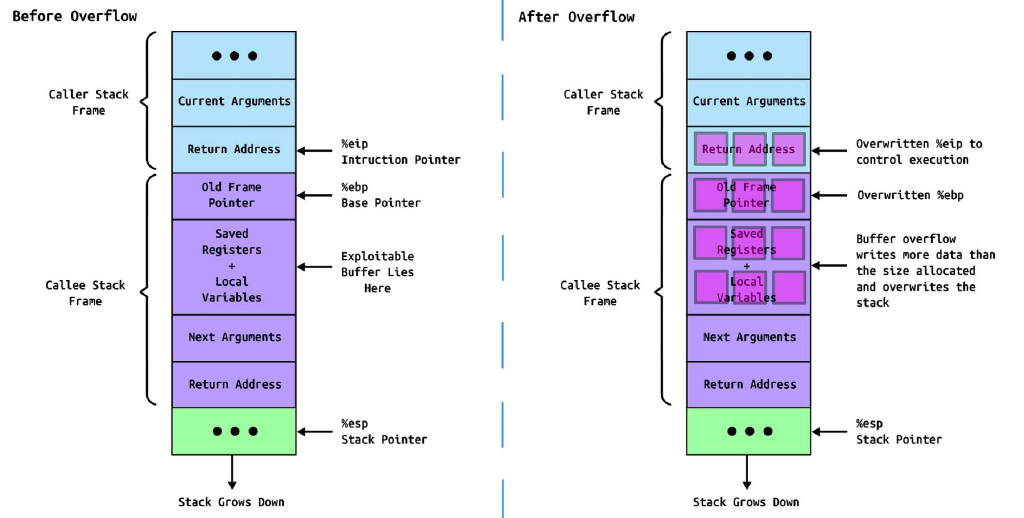 Before Overflow
Caller Stack
Frame
Current Arguments
Return Address
%eip
Intruction Pointer
Old Frame
Pointer
%ebp
Base Pointer
Saved
Registers
+
Local
Variables
Exploitable
Buffer Lies
Here
Callee Stack
Frame
Next Arguments
Return Address
%esp
Stack Pointer
Stack Grows Down
After Overflow
Caller Stack
Frame
Current Arguments
Return Address
Overwritten %eip to
control execution
Old Frame
Pointer
Overwritten %ebp
Saved
Registers
+
Local
Variables
Buffer overflow
writes more data than
the size allocated
and overwrites the
stack
Callee Stack
Frame
Next Arguments
Return Address
%esp
Stack Pointer
Stack Grows Down